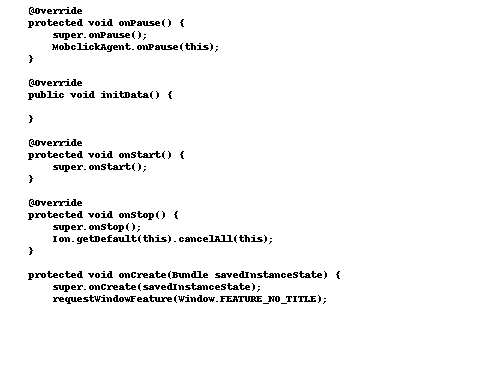 @Override
protected void onPause() {
super.onPause();
MobclickAgent.onPause(this);
}
@Override
public void initData() {
}
@Override
protected void onStart() {
super.onStart();
}
@Override
protected void onStop() {
super.onStop();
Ion.getDefault(this).cancelAll(this);
}
protected void onCreate(Bundle savedInstanceState) {
super.onCreate(savedInstanceState);
requestWindowFeature(Window.FEATURE_NO_TITLE);